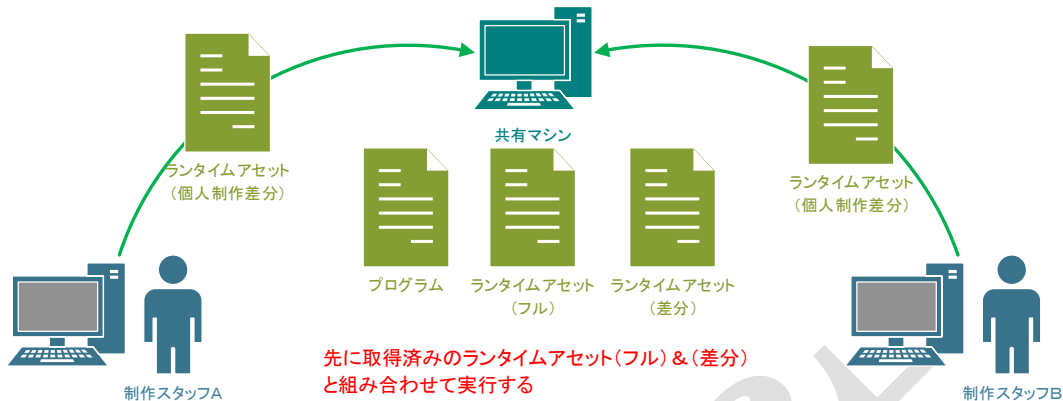 共有マシン
ランタイムアセット
（個人制作差分）
ランタイムアセット
（個人制作差分）
プログラム
ランタイムアセット
（フル）
ランタイムアセット
（差分）
先に取得済みのランタイムアセット（フル）＆（差分）
と組み合わせて実行する
制作スタッフA
制作スタッフB